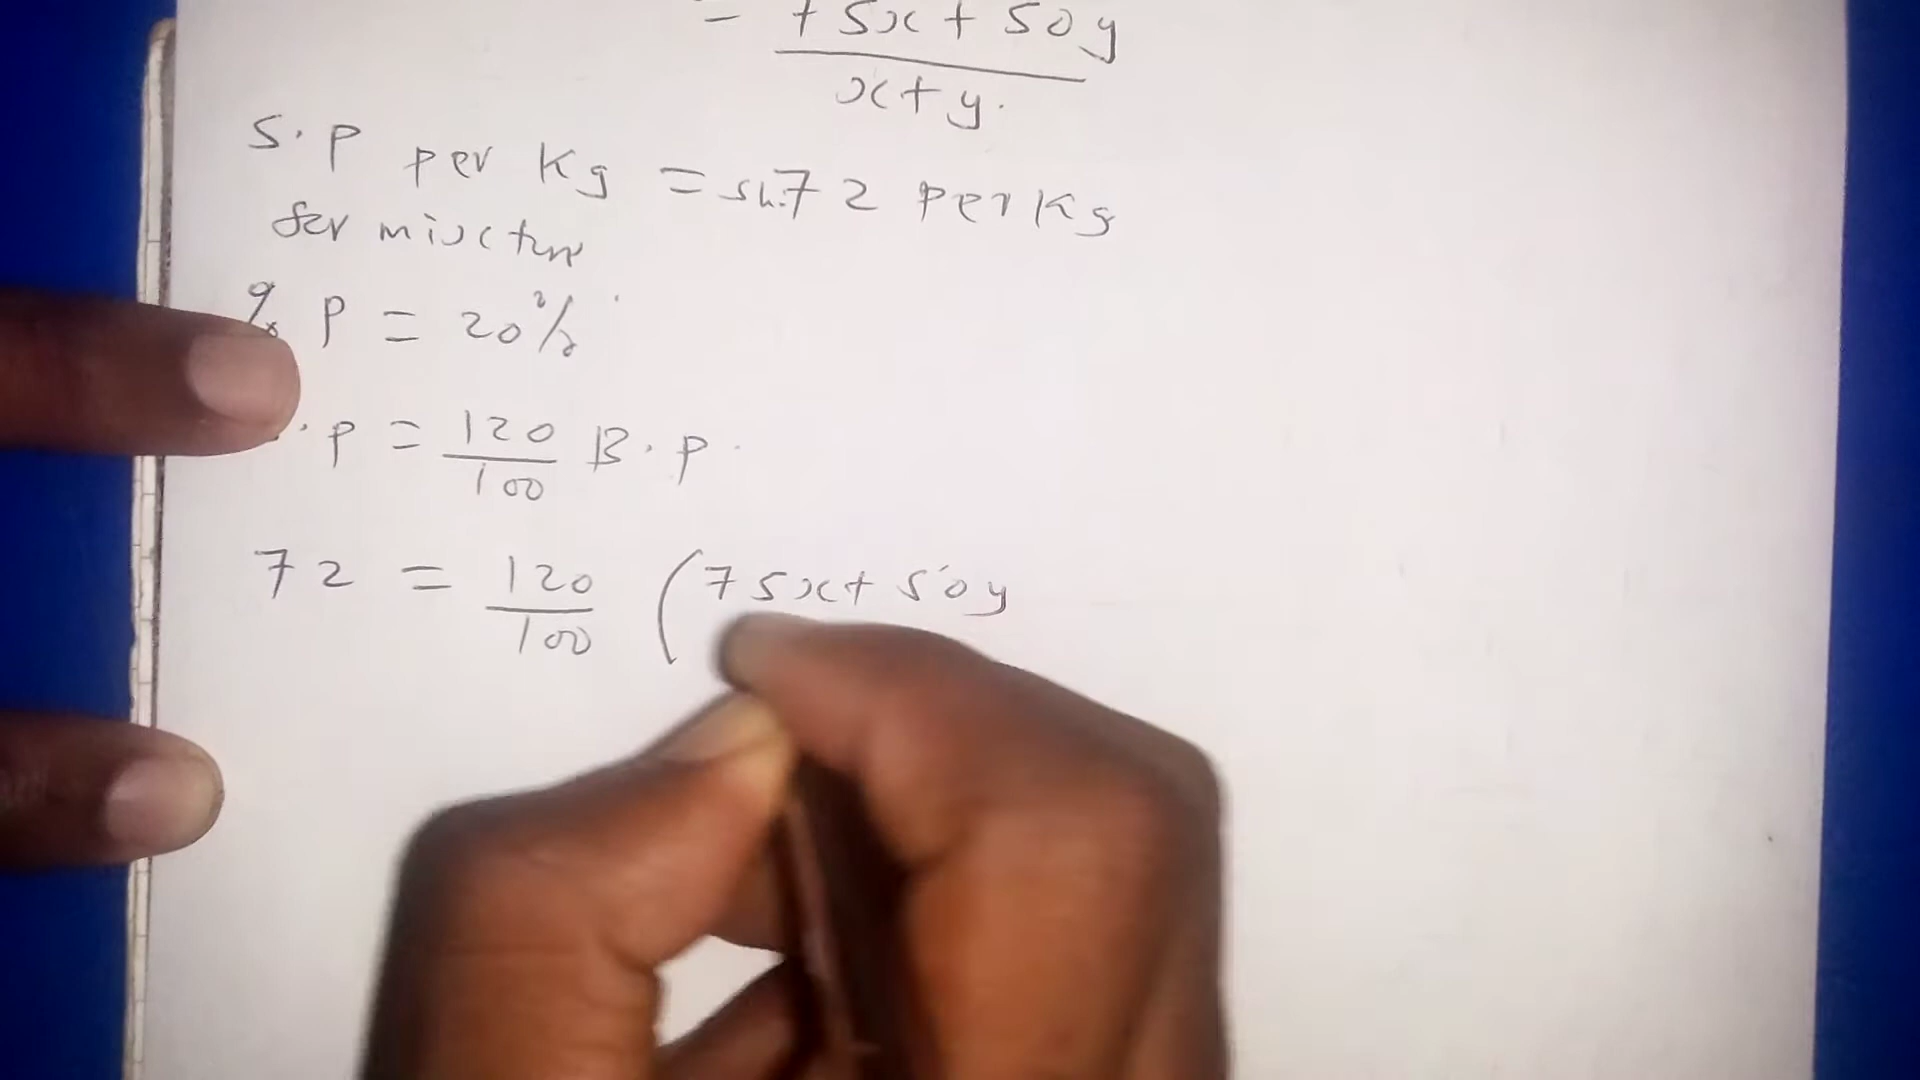 = 75x + 50y
x + y.
S.P per Kg = sh.72 per Kg
for mixture
% P = 20%
.P = 120/100 B.P.
72 = 120/100 (75x + 50y